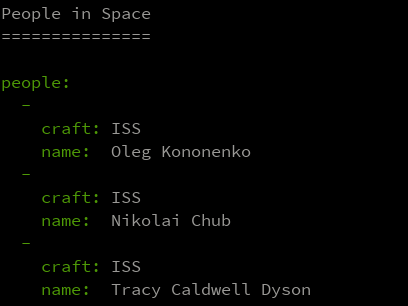 People in Space
===============
people:
  -
    craft: ISS
    name:  Oleg Kononenko
  -
    craft: ISS
    name:  Nikolai Chub
  -
    craft: ISS
    name:  Tracy Caldwell Dyson